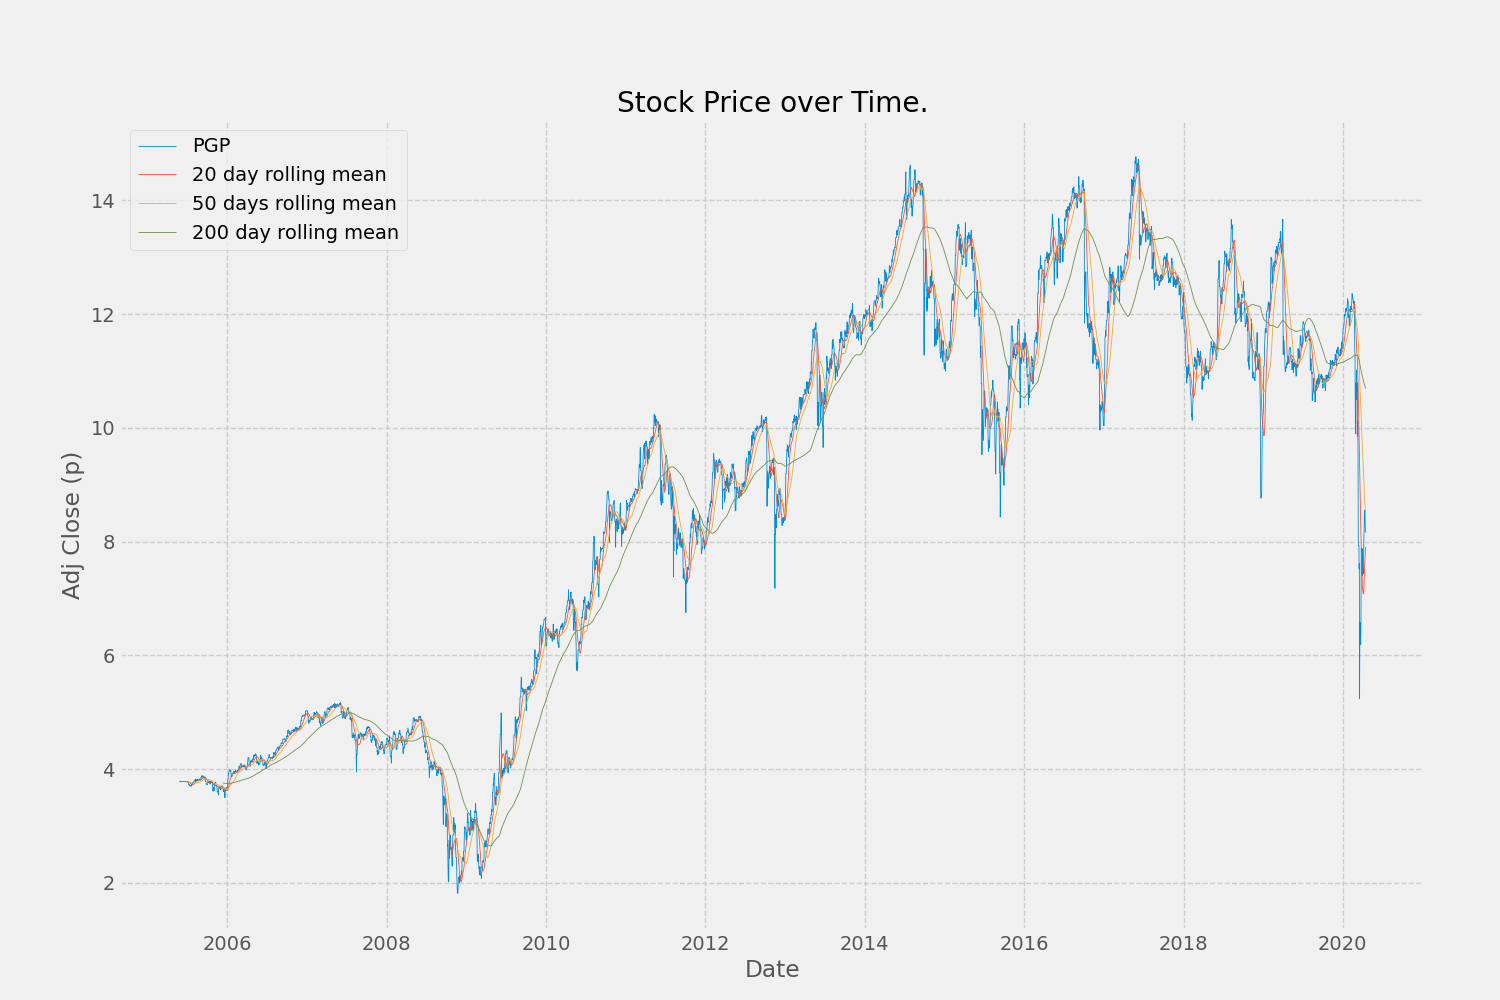 Stock Price over Time.
PGP
20 day rolling mean
50 days rolling mean
200 day rolling mean
Adj Close (p)
14
12
10
8
6
4
2
2006 2008 2010 2012 2014 2016 2018 2020
Date